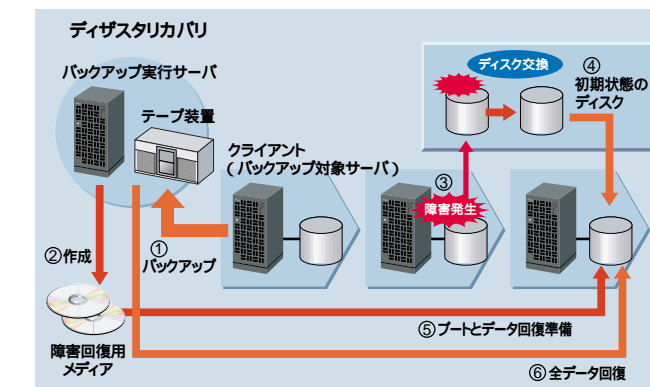 ディザスタリカバリ
バックアップ実行サーバ
テープ装置
クライアント
(バックアップ対象サーバ)
ディスク交換
④
初期状態の
ディスク
③
障害発生
①
バックアップ
②作成
障害回復用
メディア
⑤ブートとデータ回復準備
⑥全データ回復